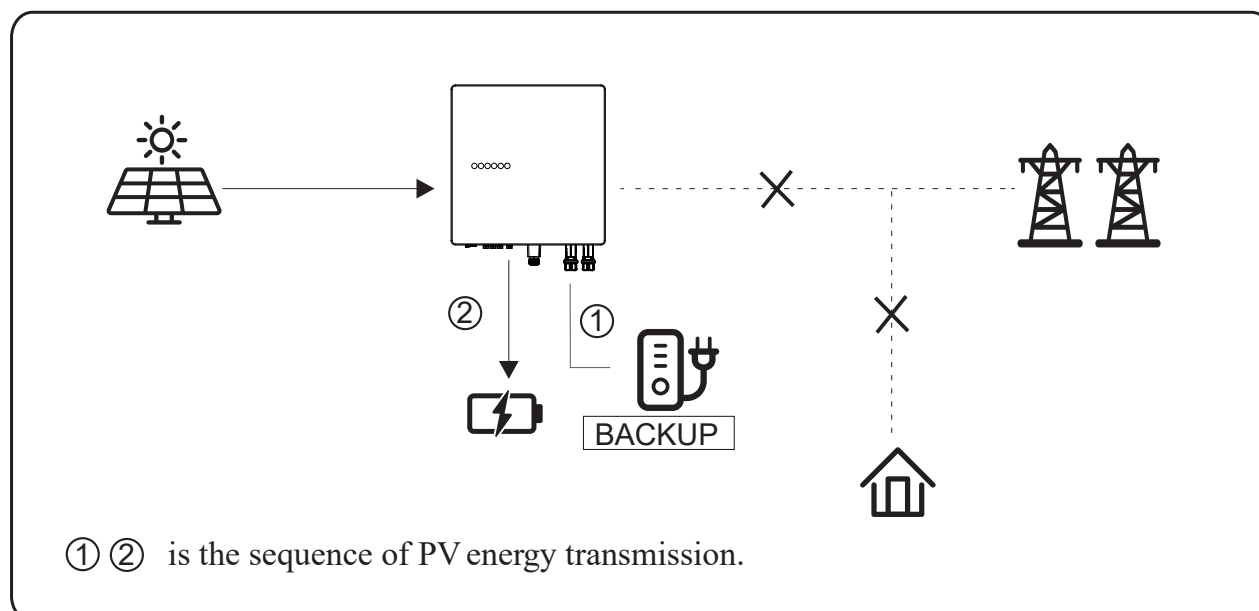 ②
①
BACKUP
① ② is the sequence of PV energy transmission.